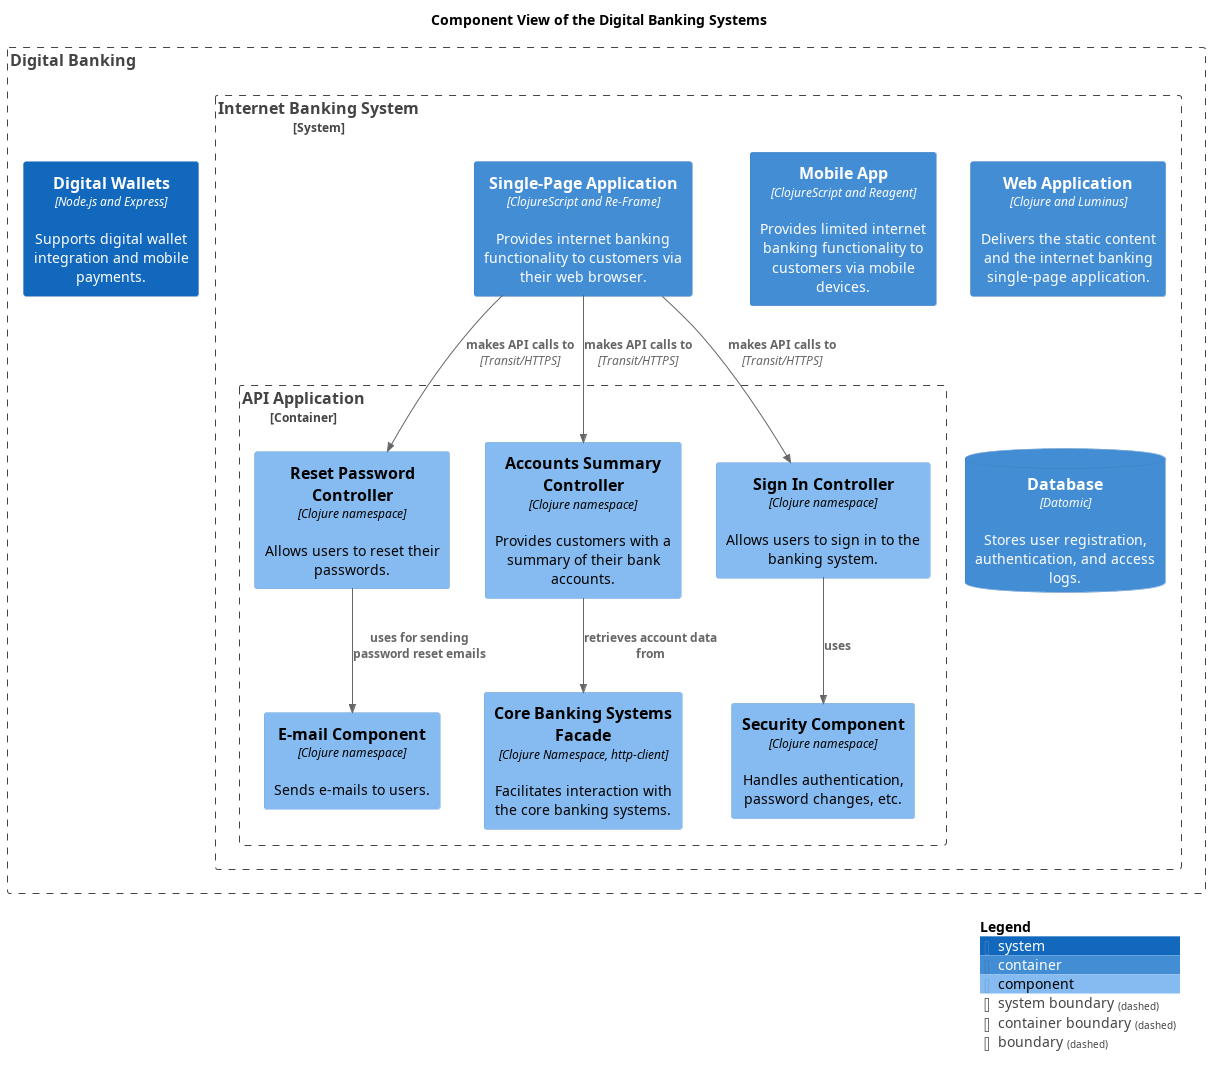 Component View of the Digital Banking Systems
Digital Banking
Internet Banking System
[System]
Digital Wallets
[Node.js and Express]
Supports digital wallet
integration and mobile
payments.
Single-Page Application
[ClojureScript and Re-Frame]
Provides internet banking
functionality to customers via
their web browser.
Mobile App
[ClojureScript and Reagent]
Provides limited internet
banking functionality to
customers via mobile
devices.
Web Application
[Clojure and Luminus]
Delivers the static content
and the internet banking
single-page application.
makes API calls to
[Transit/HTTPS]
makes API calls to
[Transit/HTTPS]
makes API calls to
[Transit/HTTPS]
API Application
[Container]
Reset Password
Controller
[Clojure namespace]
Allows users to reset their
passwords.
Accounts Summary
Controller
[Clojure namespace]
Provides customers with a
summary of their bank
accounts.
Sign In Controller
[Clojure namespace]
Allows users to sign in to the
banking system.
Database
[Datomic]
Stores user registration,
authentication, and access
logs.
uses for sending
password reset emails
retrieves account data
from
uses
E-mail Component
[Clojure namespace]
Sends e-mails to users.
Core Banking Systems
Facade
[Clojure Namespace, http-client]
Facilitates interaction with
the core banking systems.
Security Component
[Clojure namespace]
Handles authentication,
password changes, etc.
Legend
system
container
component
system boundary (dashed)
container boundary (dashed)
boundary (dashed)